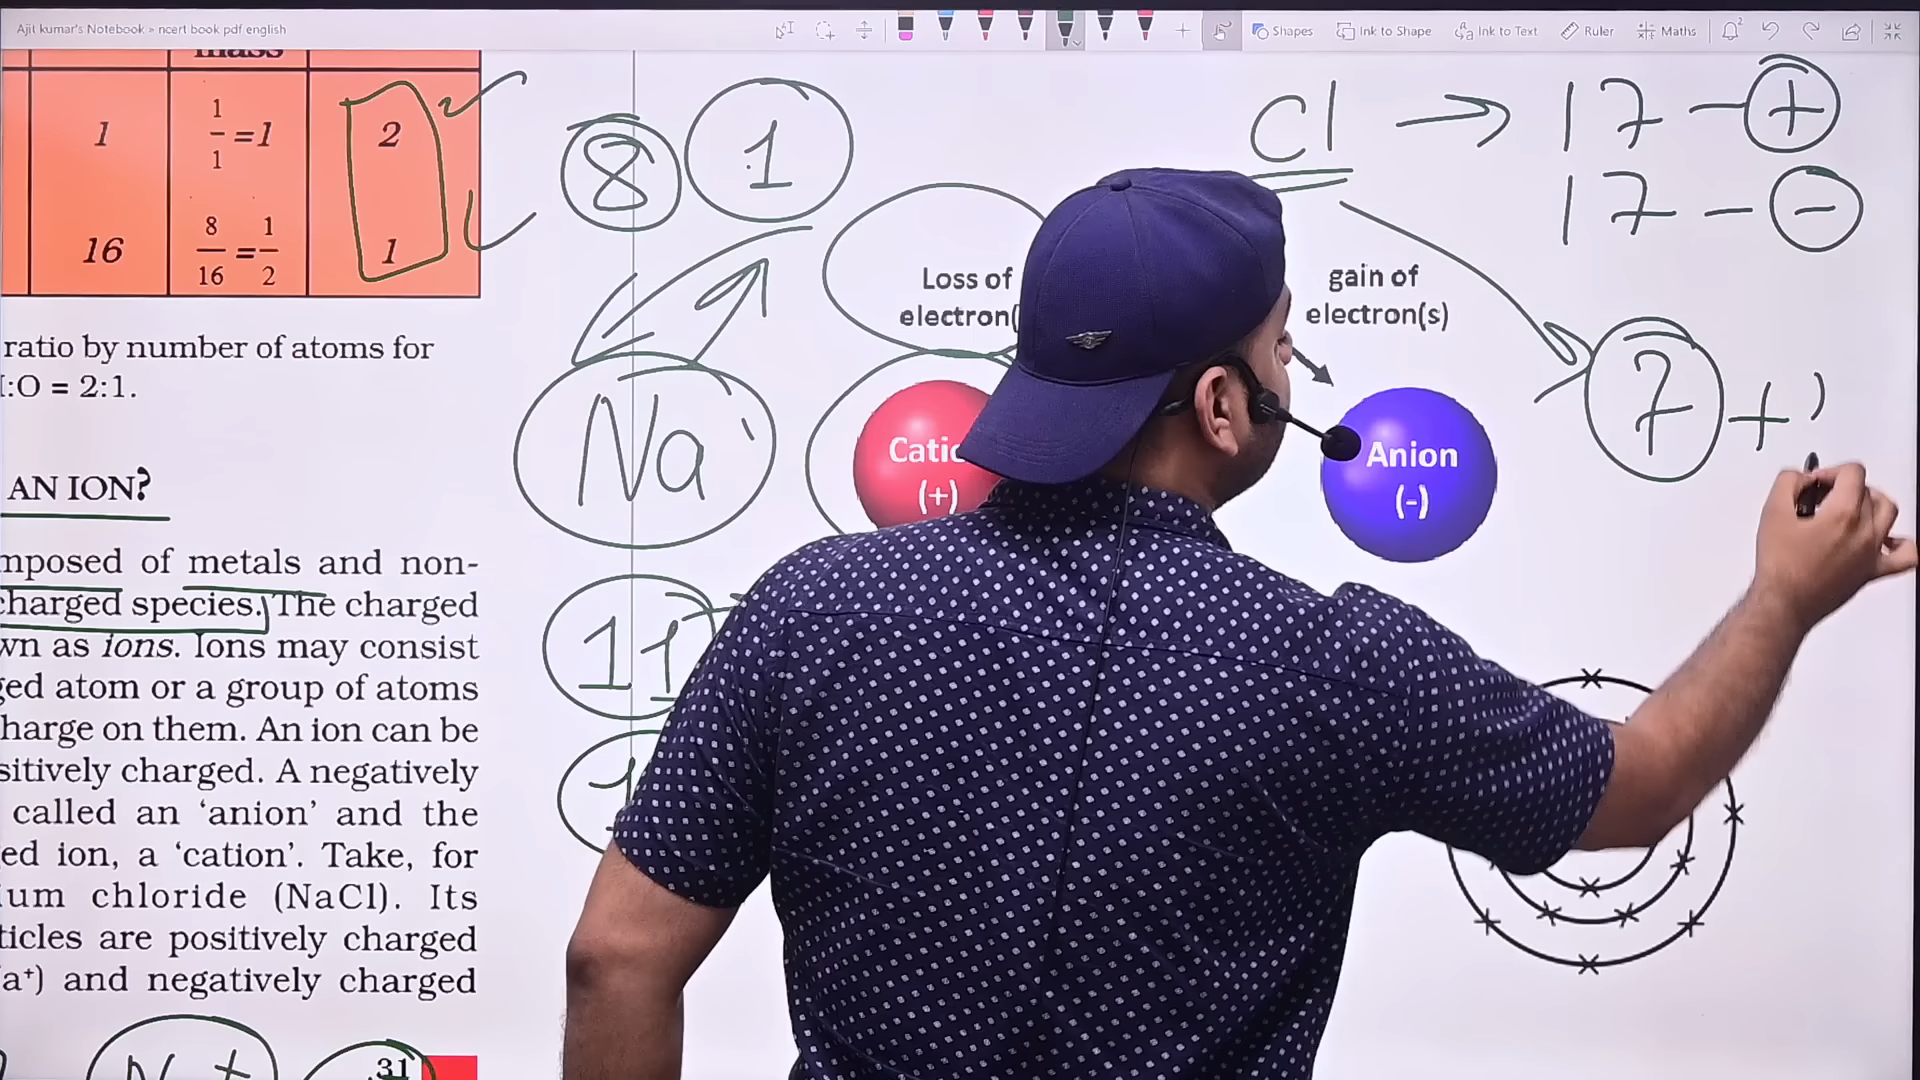 Ajit kumar's Notebook » ncert book pdf english
Shapes
Ink to Shape
Ink to Text
Ruler
Maths
2
mass
1
1/1 =1
2
16
8/16 = 1/2
1
ratio by number of atoms for
:O = 2:1.
AN ION?
mposed of metals and non-
charged species. The charged
wn as ions. Ions may consist
ged atom or a group of atoms
harge on them. An ion can be
sitively charged. A negatively
called an ‘anion’ and the
ed ion, a ‘cation’. Take, for
ium chloride (NaCl). Its
ticles are positively charged
a⁺) and negatively charged
31
8 1
Na
11
Loss of
electron(
Catio
(+)
gain of
electron(s)
Anion
(-)
Cl → 17 - +
17 - -
7 +